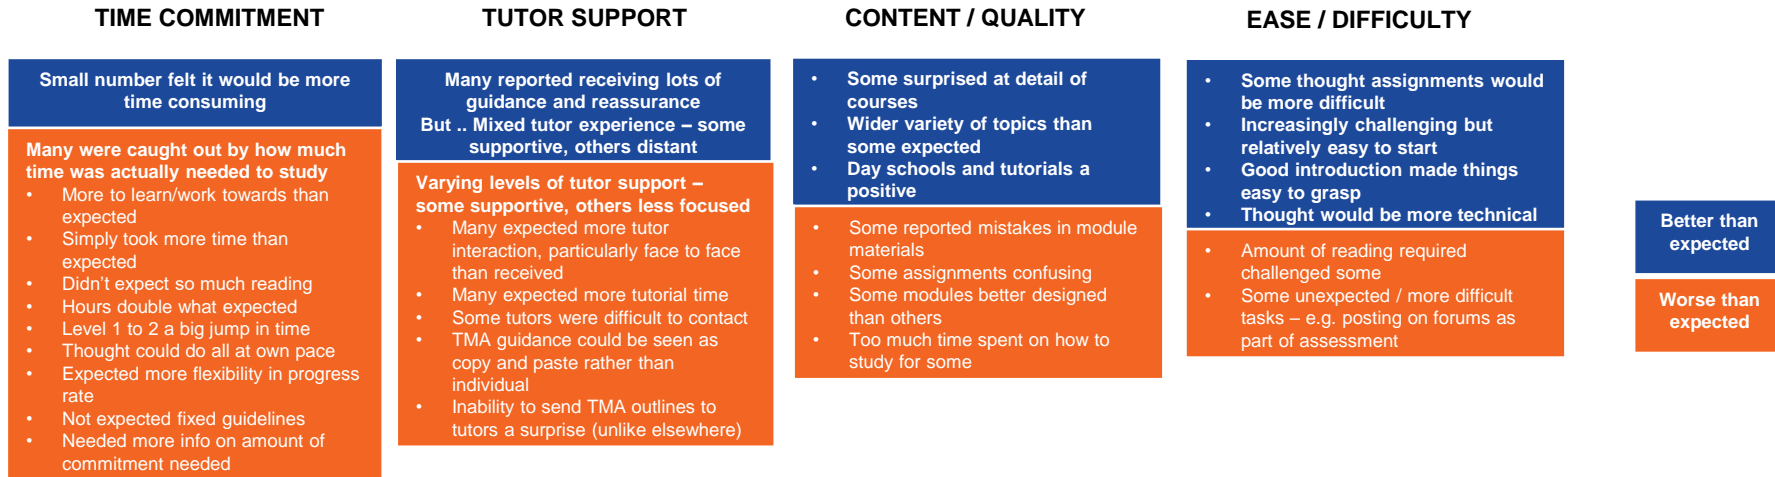 TIME COMMITMENT
Small number felt it would be more
time consuming
Many were caught out by how much
time was actually needed to study
• More to learn/work towards than
expected
• Simply took more time than
expected
• Didn't expect so much reading
• Hours double what expected
• Level 1 to 2 a big jump in time
• Thought could do all at own pace
• Expected more flexibility in progress
rate
• Not expected fixed guidelines
• Needed more info on amount of
commitment needed
TUTOR SUPPORT
Many reported receiving lots of
guidance and reassurance
But .. Mixed tutor experience – some
supportive, others distant
Varying levels of tutor support –
some supportive, others less focused
• Many expected more tutor
interaction, particularly face to face
than received
• Many expected more tutorial time
• Some tutors were difficult to contact
• TMA guidance could be seen as
copy and paste rather than
individual
• Inability to send TMA outlines to
tutors a surprise (unlike elsewhere)
CONTENT / QUALITY
• Some surprised at detail of
courses
• Wider variety of topics than
some expected
• Day schools and tutorials a
positive
• Some reported mistakes in module
materials
• Some assignments confusing
• Some modules better designed
than others
• Too much time spent on how to
study for some
EASE / DIFFICULTY
• Some thought assignments would
be more difficult
• Increasingly challenging but
relatively easy to start
• Good introduction made things
easy to grasp
• Thought would be more technical
• Amount of reading required
challenged some
• Some unexpected / more difficult
tasks – e.g. posting on forums as
part of assessment
Better than
expected
Worse than
expected